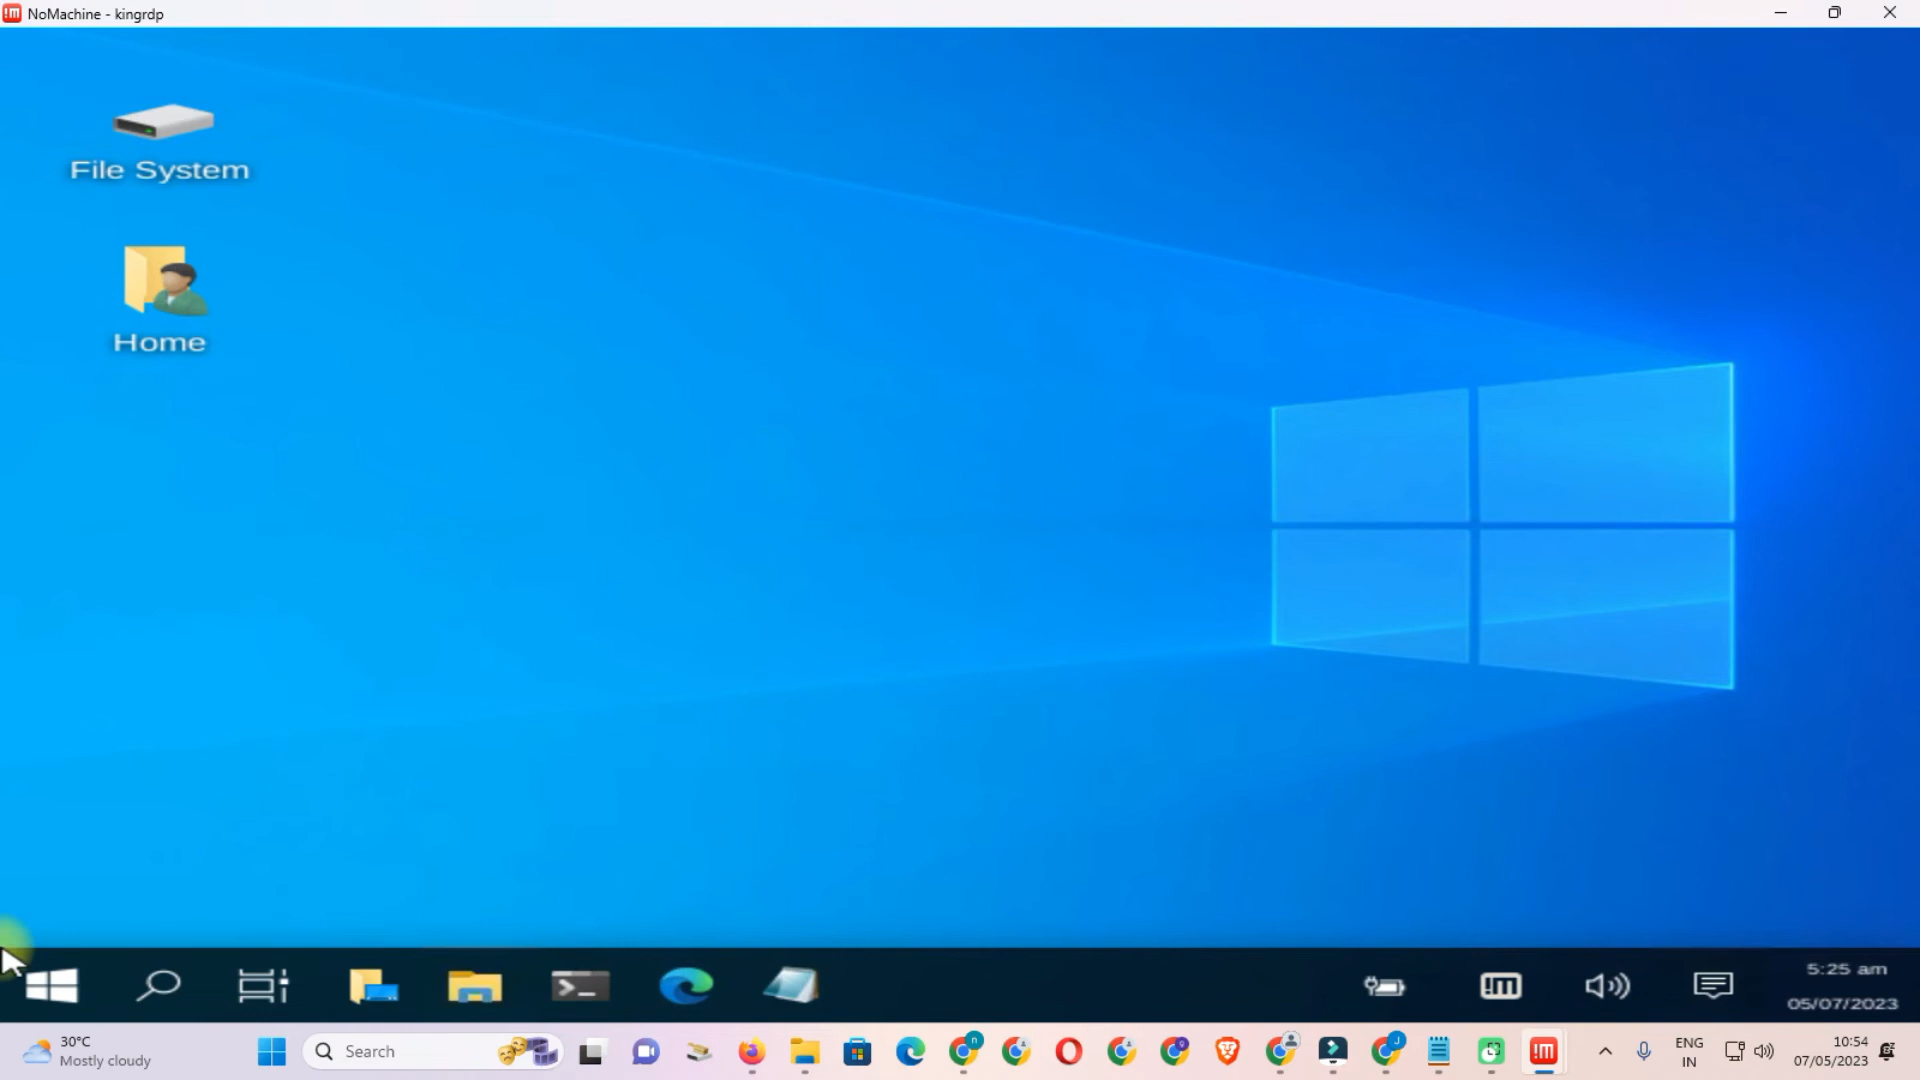 NoMachine - kingrdp
File System
Home
5:25 am
05/07/2023
30°C
Mostly cloudy
Search
n
J
ENG
IN
10:54
07/05/2023